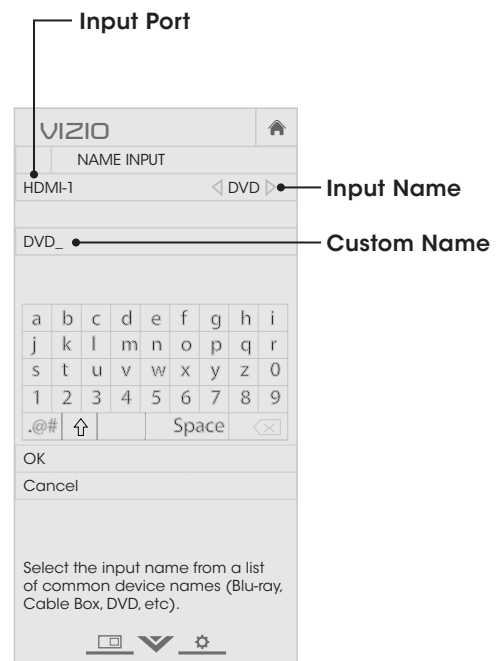 Input Port
VIZIO
NAME INPUT
HDMI-1 DVD
Input Name
DVD_
Custom Name
a b c d e f g h i
j k l m n o p q r
s t u v w x y z 0
1 2 3 4 5 6 7 8 9
.@# Space
OK
Cancel
Select the input name from a list
of common device names (Blu-ray,
Cable Box, DVD, etc).